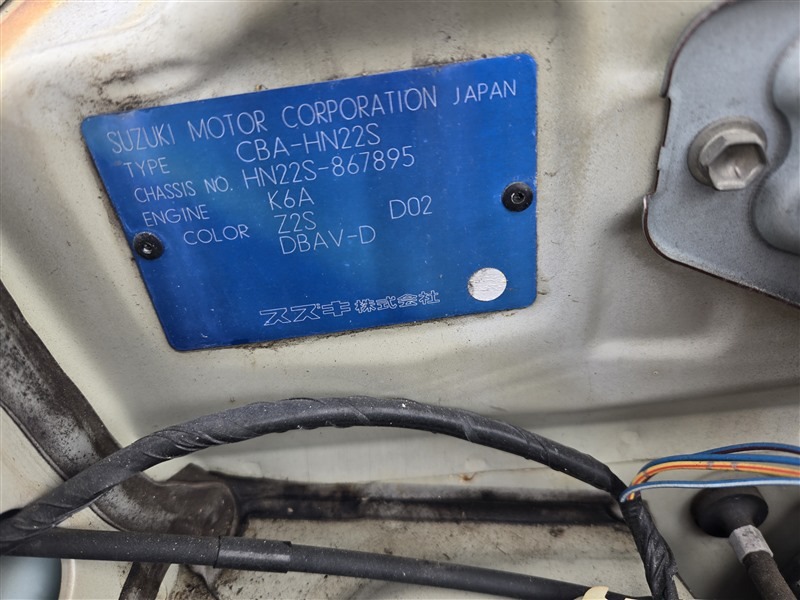 SUZUKI MOTOR CORPORATION JAPAN
TYPE CBA-HN22S
CHASSIS NO. HN22S-867895
ENGINE K6A
COLOR Z2S D02
DBAV-D
スズキ株式会社